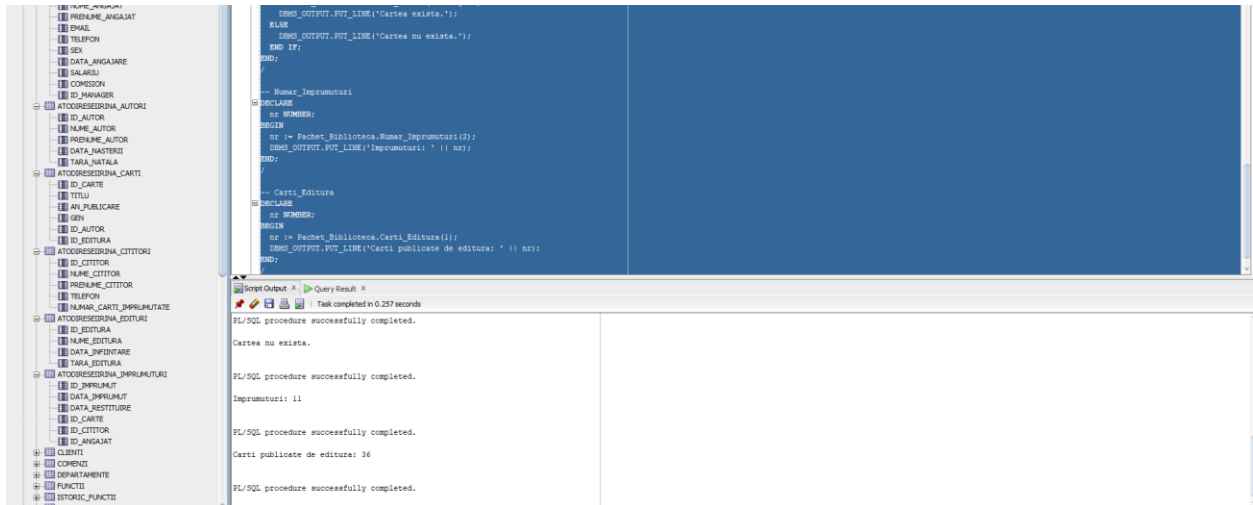 NUME_ANGAJAT
PRENUME_ANGAJAT
EMAIL
TELEFON
SEX
DATA_ANGAJARE
SALARIU
COMISION
ID_MANAGER
ATODIRESEIIRINA_AUTORI
ID_AUTOR
NUME_AUTOR
PRENUME_AUTOR
DATA_NASTERII
TARA_NATALA
ATODIRESEIIRINA_CARTI
ID_CARTE
TITLU
AN_PUBLICARE
GEN
ID_AUTOR
ID_EDITURA
ATODIRESEIIRINA_CITITORI
ID_CITITOR
NUME_CITITOR
PRENUME_CITITOR
TELEFON
NUMAR_CARTI_IMPRUMUTATE
ATODIRESEIIRINA_EDITURI
ID_EDITURA
NUME_EDITURA
DATA_INFIINTARE
TARA_EDITURA
ATODIRESEIIRINA_IMPRUMUTURI
ID_IMPRUMUT
DATA_IMPRUMUT
DATA_RESTITUIRE
ID_CARTE
ID_CITITOR
ID_ANGAJAT
CLIENTI
COMENZI
DEPARTAMENTE
FUNCTII
ISTORIC_FUNCTII
DBMS_OUTPUT.PUT_LINE('Cartea exista.');
ELSE
DBMS_OUTPUT.PUT_LINE('Cartea nu exista.');
END IF;
END;
/
-- Numar_Imprumuturi
DECLARE
nr NUMBER;
BEGIN
nr := Pachet_Biblioteca.Numar_Imprumuturi(2);
DBMS_OUTPUT.PUT_LINE('Imprumuturi: ' || nr);
END;
/
-- Carti_Editura
DECLARE
nr NUMBER;
BEGIN
nr := Pachet_Biblioteca.Carti_Editura(1);
DBMS_OUTPUT.PUT_LINE('Carti publicate de editura: ' || nr);
END;
/
Script Output × Query Result ×
Task completed in 0.257 seconds
PL/SQL procedure successfully completed.
Cartea nu exista.
PL/SQL procedure successfully completed.
Imprumuturi: 11
PL/SQL procedure successfully completed.
Carti publicate de editura: 36
PL/SQL procedure successfully completed.